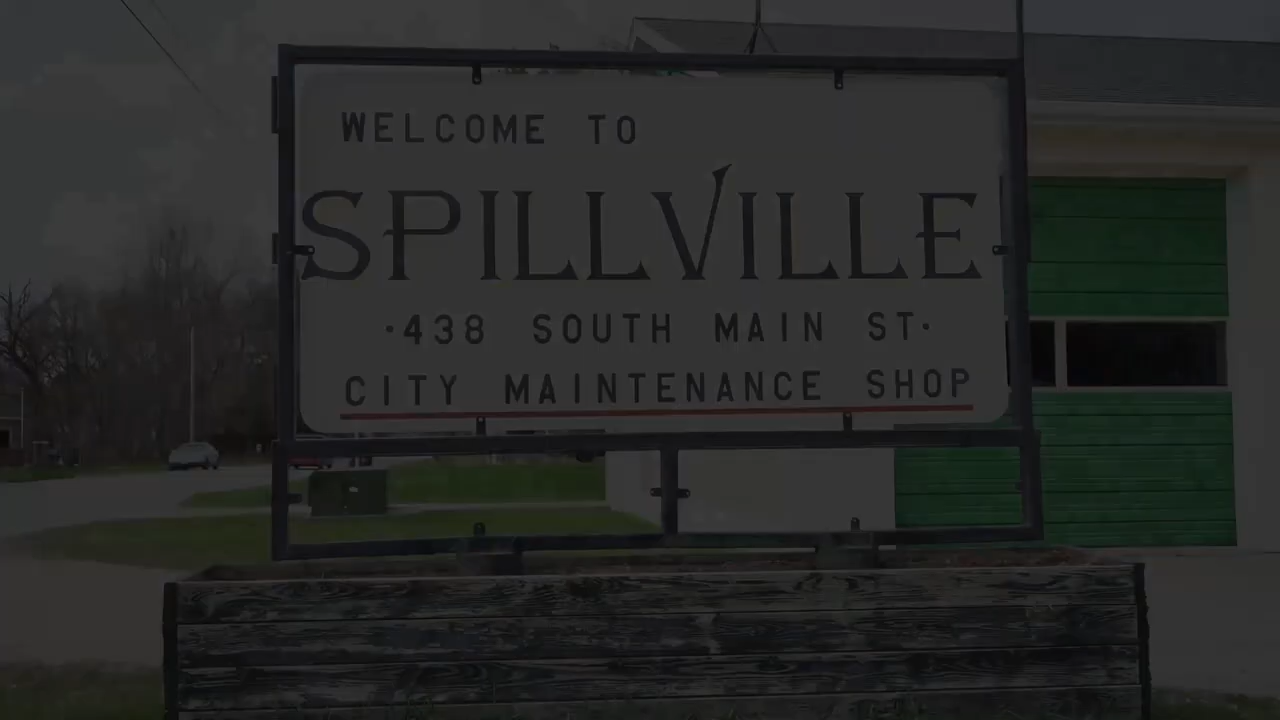 WELCOME TO
SPILLVILLE
·438 SOUTH MAIN ST·
CITY MAINTENANCE SHOP